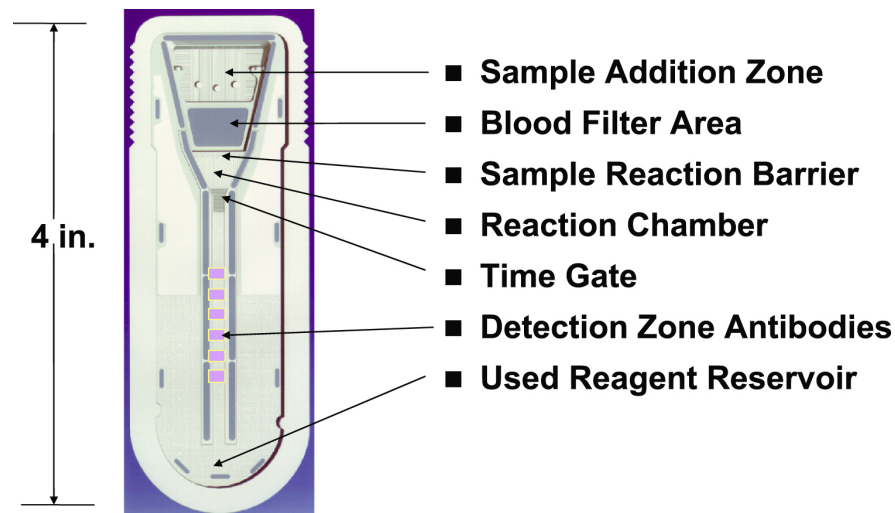 4 in.
■ Sample Addition Zone
■ Blood Filter Area
■ Sample Reaction Barrier
■ Reaction Chamber
■ Time Gate
■ Detection Zone Antibodies
■ Used Reagent Reservoir